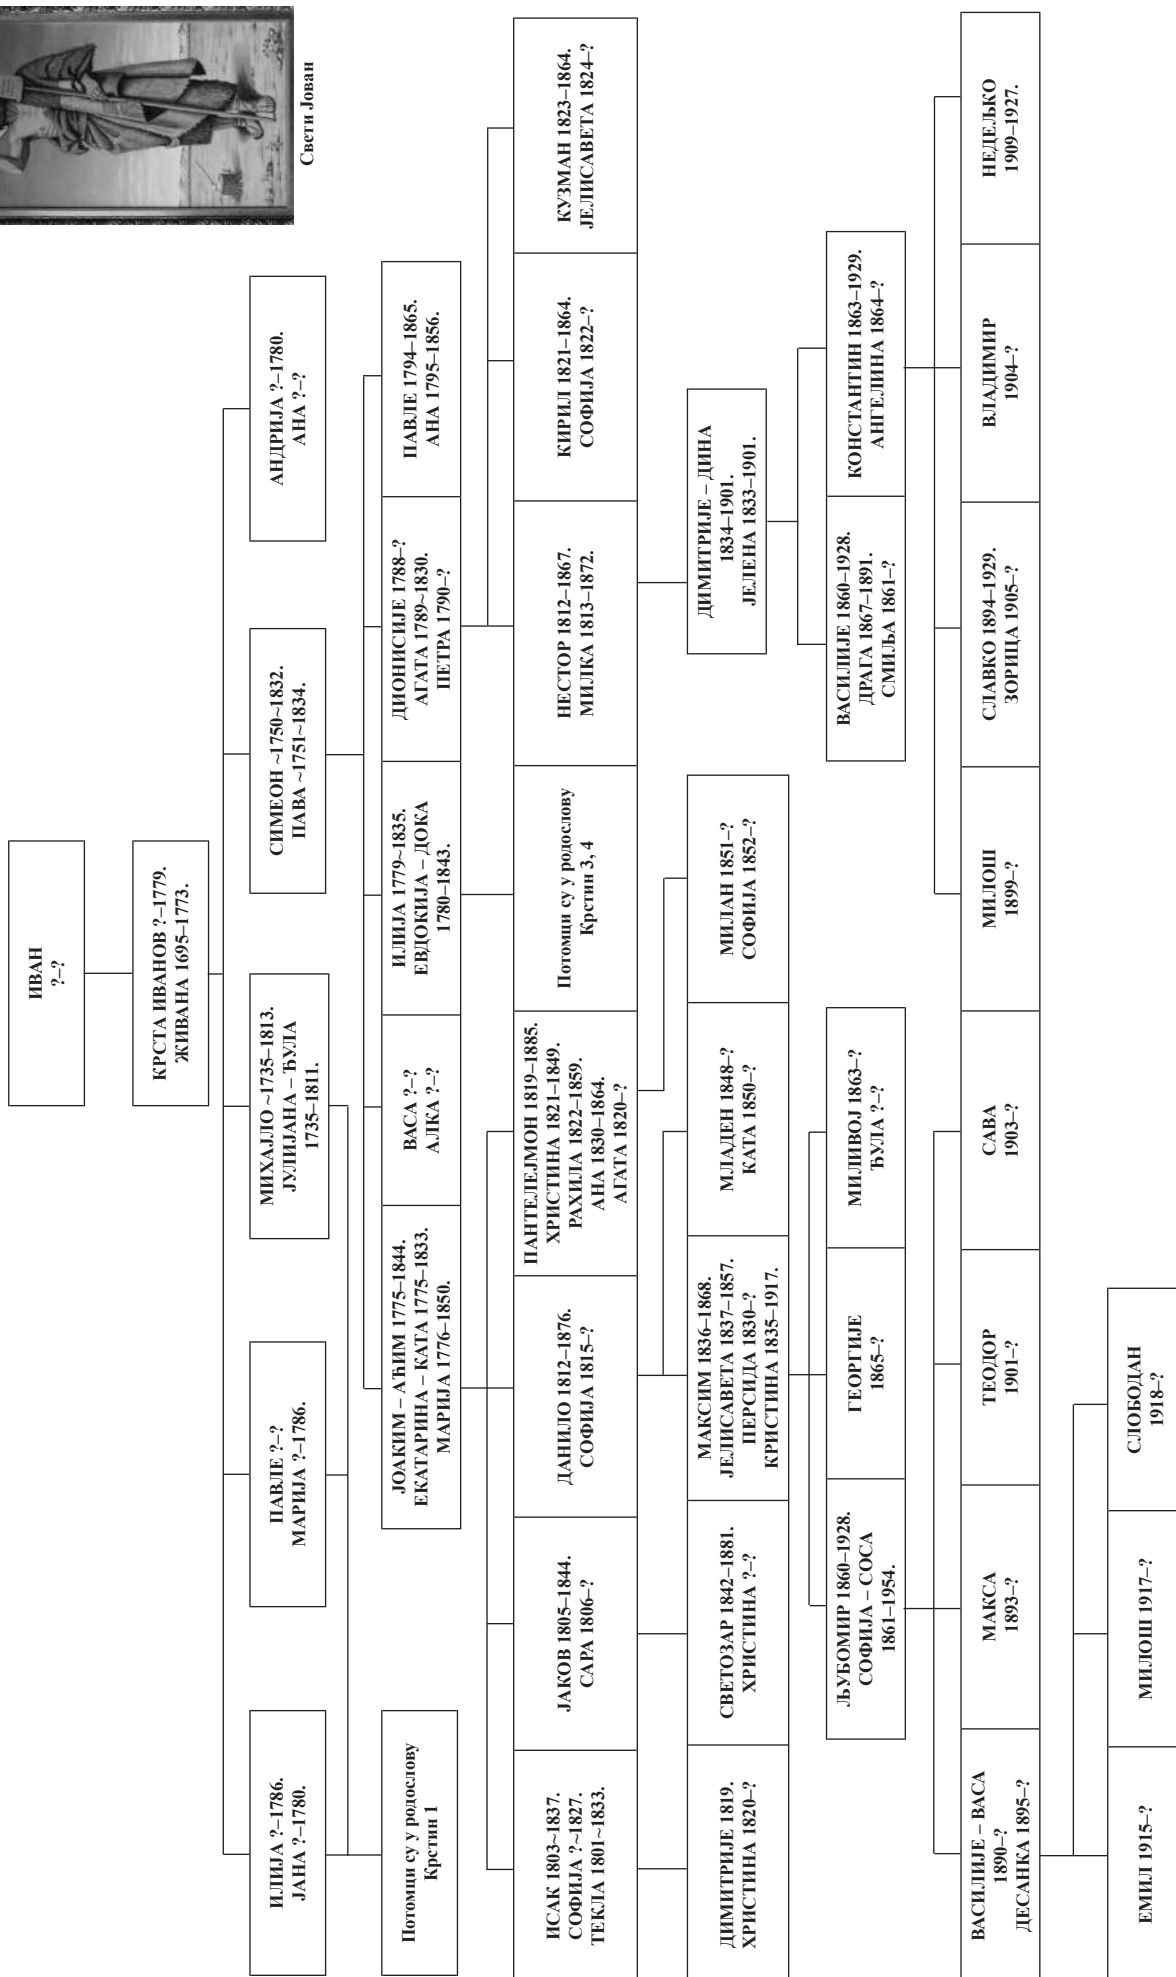 Свети Јован
ИВАН
?–?
КРСТА ИВАНОВ ?–1779.
ЖИВАНА 1695–1773.
ИЛИЈА ?–1786.
ЈАНА ?–1780.
ПАВЛЕ ?–?
МАРИЈА ?–1786.
МИХАЈЛО ~1735–1813.
ЈУЛИЈАНА – ЂУЛА
1735–1811.
СИМЕОН ~1750~1832.
ПАВА ~1751~1834.
АНДРИЈА ?–1780.
АНА ?–?
Потомци су у родослову
Крстин 1
ЈОАКИМ – АЋИМ 1775–1844.
ЕКАТАРИНА – КАТА 1775–1833.
МАРИЈА 1776–1850.
ВАСА ?–?
АЛКА ?–?
ИЛИЈА 1779~1835.
ЕВДОКИЈА – ДОКА
1780–1843.
ДИОНИСИЈЕ 1788–?
АГАТА 1789~1830.
ПЕТРА 1790–?
ПАВЛЕ 1794–1865.
АНА 1795–1856.
ИСАК 1803~1837.
СОФИЈА ?~1827.
ТЕКЛА 1801~1833.
ЈАКОВ 1805–1844.
САРА 1806–?
ДАНИЛО 1812–1876.
СОФИЈА 1815–?
ПАНТЕЛЕЈМОН 1819–1885.
ХРИСТИНА 1821–1849.
РАХИЛА 1822–1859.
АНА 1830–1864.
АГАТА 1820–?
Потомци су у родослову
Крстин 3, 4
НЕСТОР 1812–1867.
МИЛКА 1813–1872.
КИРИЛ 1821–1864.
СОФИЈА 1822–?
КУЗМАН 1823–1864.
ЈЕЛИСАВЕТА 1824–?
ДИМИТРИЈЕ 1819.
ХРИСТИНА 1820–?
СВЕТОЗАР 1842–1881.
ХРИСТИНА ?–?
МАКСИМ 1836–1868.
ЈЕЛИСАВЕТА 1837–1857.
ПЕРСИДА 1830–?
КРИСТИНА 1835–1917.
МЛАДЕН 1848–?
КАТА 1850–?
МИЛАН 1851–?
СОФИЈА 1852–?
ДИМИТРИЈЕ – ДИНА
1834–1901.
ЈЕЛЕНА 1833–1901.
ЉУБОМИР 1860–1928.
СОФИЈА – СОСА
1861–1954.
ГЕОРГИЈЕ
1865–?
МИЛИВОЈ 1863–?
ЂУЛА ?–?
ВАСИЛИЈЕ 1860–1928.
ДРАГА 1867–1891.
СМИЉА 1861–?
КОНСТАНТИН 1863–1929.
АНГЕЛИНА 1864–?
ВАСИЛИЈЕ – ВАСА
1890–?
ДЕСАНКА 1895–?
МАКСА
1893–?
ТЕОДОР
1901–?
САВА
1903–?
МИЛОШ
1899–?
СЛАВКО 1894–1929.
ЗОРИЦА 1905–?
ВЛАДИМИР
1904–?
НЕДЕЉКО
1909–1927.
ЕМИЛ 1915–?
МИЛОШ 1917–?
СЛОБОДАН
1918–?